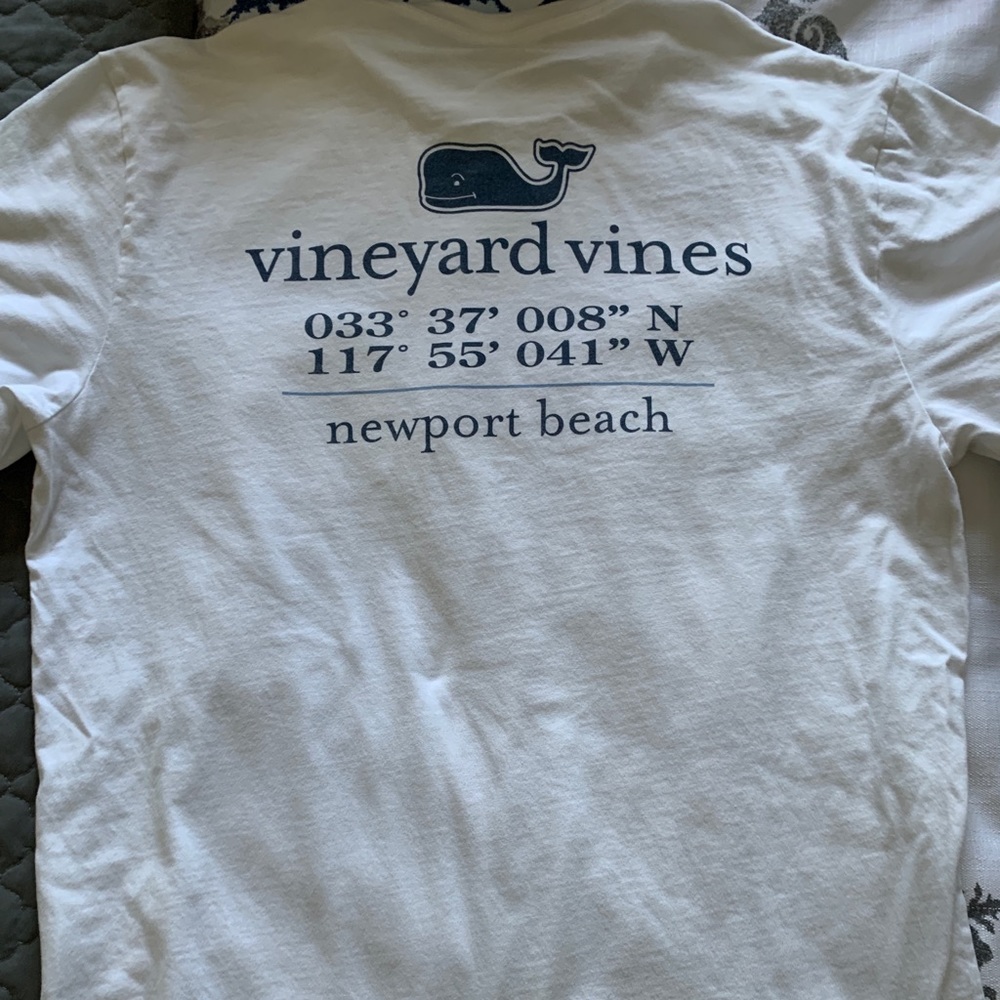 vineyard vines
033° 37’ 008” N
117° 55’ 041” W
newport beach